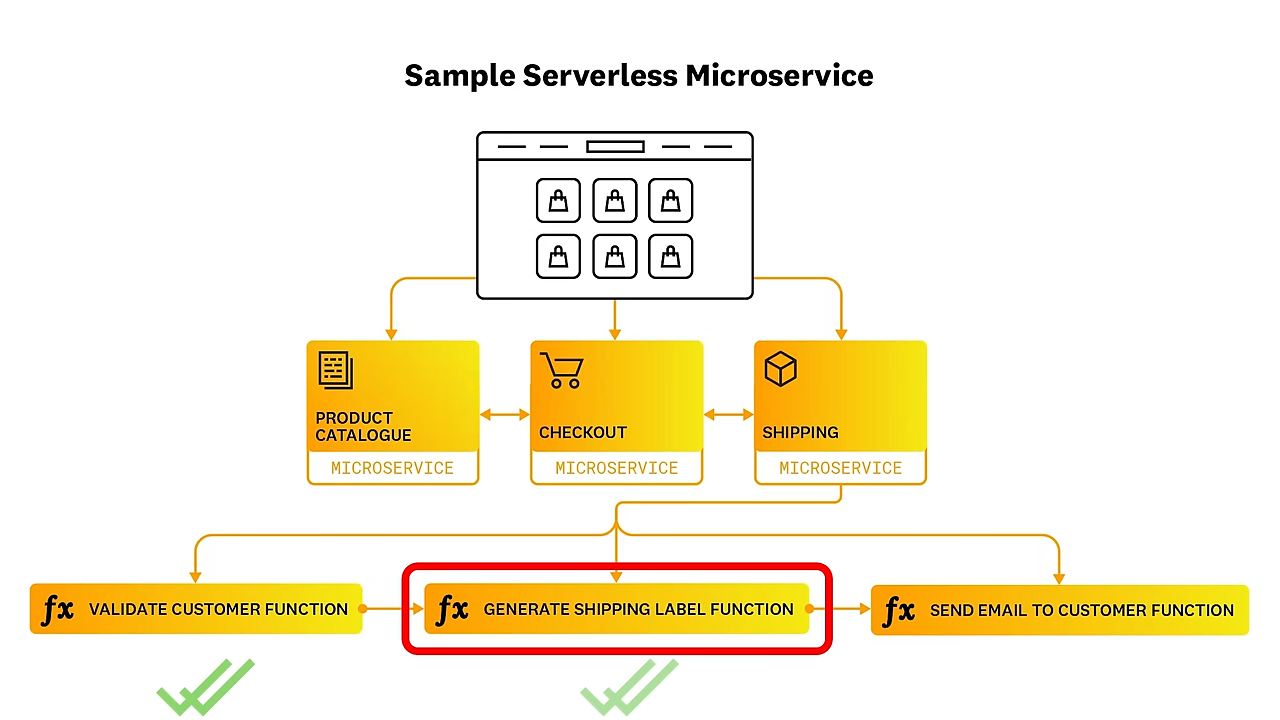 Sample Serverless Microservice
PRODUCT
CATALOGUE
MICROSERVICE
CHECKOUT
MICROSERVICE
SHIPPING
MICROSERVICE
fx VALIDATE CUSTOMER FUNCTION
fx GENERATE SHIPPING LABEL FUNCTION
fx SEND EMAIL TO CUSTOMER FUNCTION